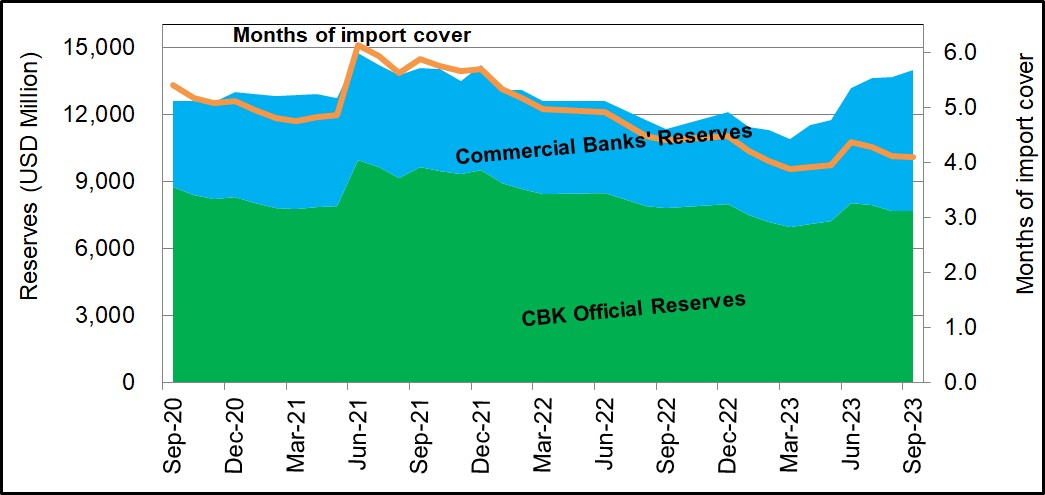 Months of import cover
15,000
12,000
9,000
6,000
3,000
0
Reserves (USD Million)
6.0
5.0
4.0
3.0
2.0
1.0
0.0
Months of import cover
Commercial Banks' Reserves
CBK Official Reserves
Sep-20
Dec-20
Mar-21
Jun-21
Sep-21
Dec-21
Mar-22
Jun-22
Sep-22
Dec-22
Mar-23
Jun-23
Sep-23